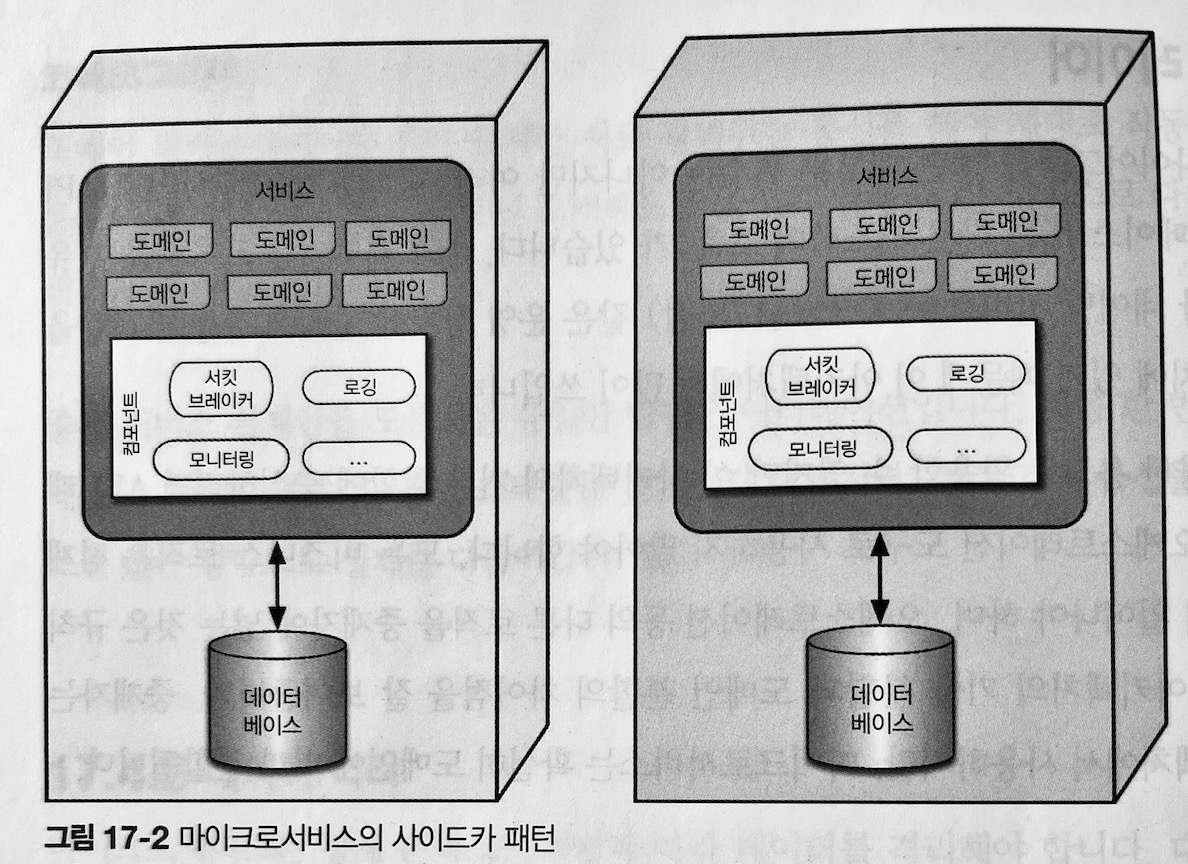 서비스
도메인 도메인 도메인
도메인 도메인 도메인
컴포넌트
서킷
브레이커
로깅
모니터링
...
데이터
베이스
서비스
도메인 도메인 도메인
도메인 도메인 도메인
컴포넌트
서킷
브레이커
로깅
모니터링
...
데이터
베이스
그림 17-2 마이크로서비스의 사이드카 패턴